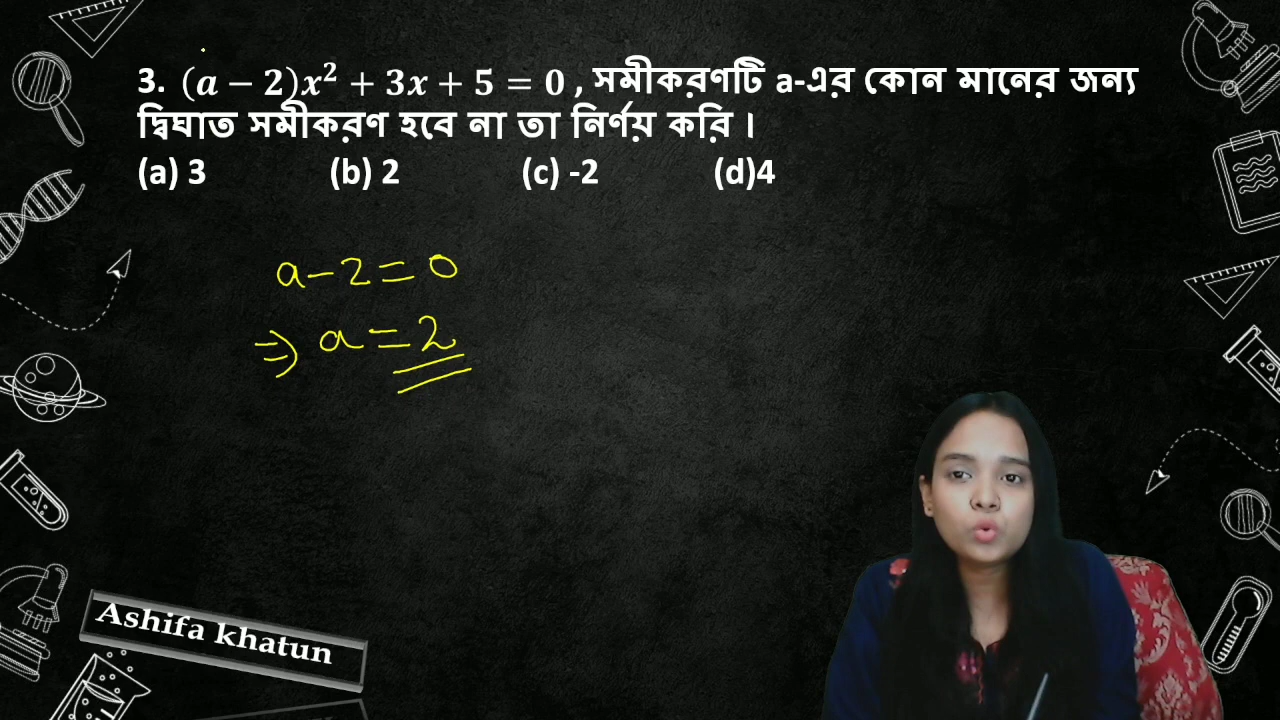 3. (a − 2)x² + 3x + 5 = 0 , সমীকরণটি a-এর কোন মানের জন্য
দ্বিঘাত সমীকরণ হবে না তা নির্ণয় করি ।
(a) 3 (b) 2 (c) -2 (d)4
a-2=0
⇒ a=2
Ashifa khatun